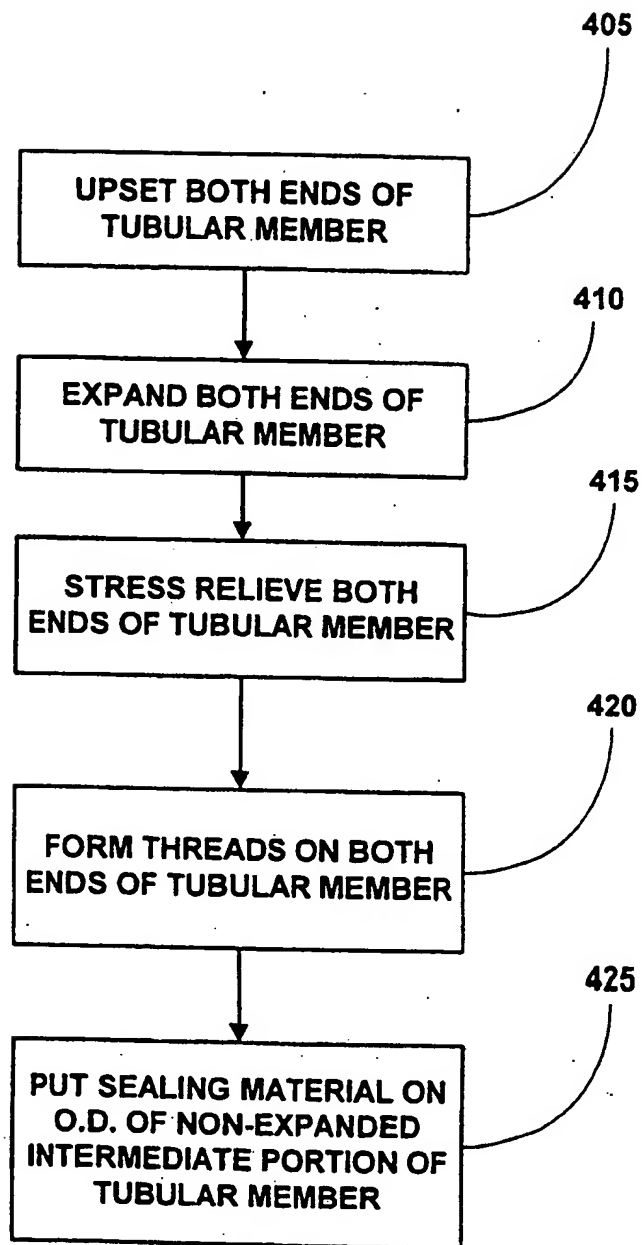 405
UPSET BOTH ENDS OF
TUBULAR MEMBER
410
EXPAND BOTH ENDS OF
TUBULAR MEMBER
415
STRESS RELIEVE BOTH
ENDS OF TUBULAR MEMBER
420
FORM THREADS ON BOTH
ENDS OF TUBULAR MEMBER
425
PUT SEALING MATERIAL ON
O.D. OF NON-EXPANDED
INTERMEDIATE PORTION OF
TUBULAR MEMBER